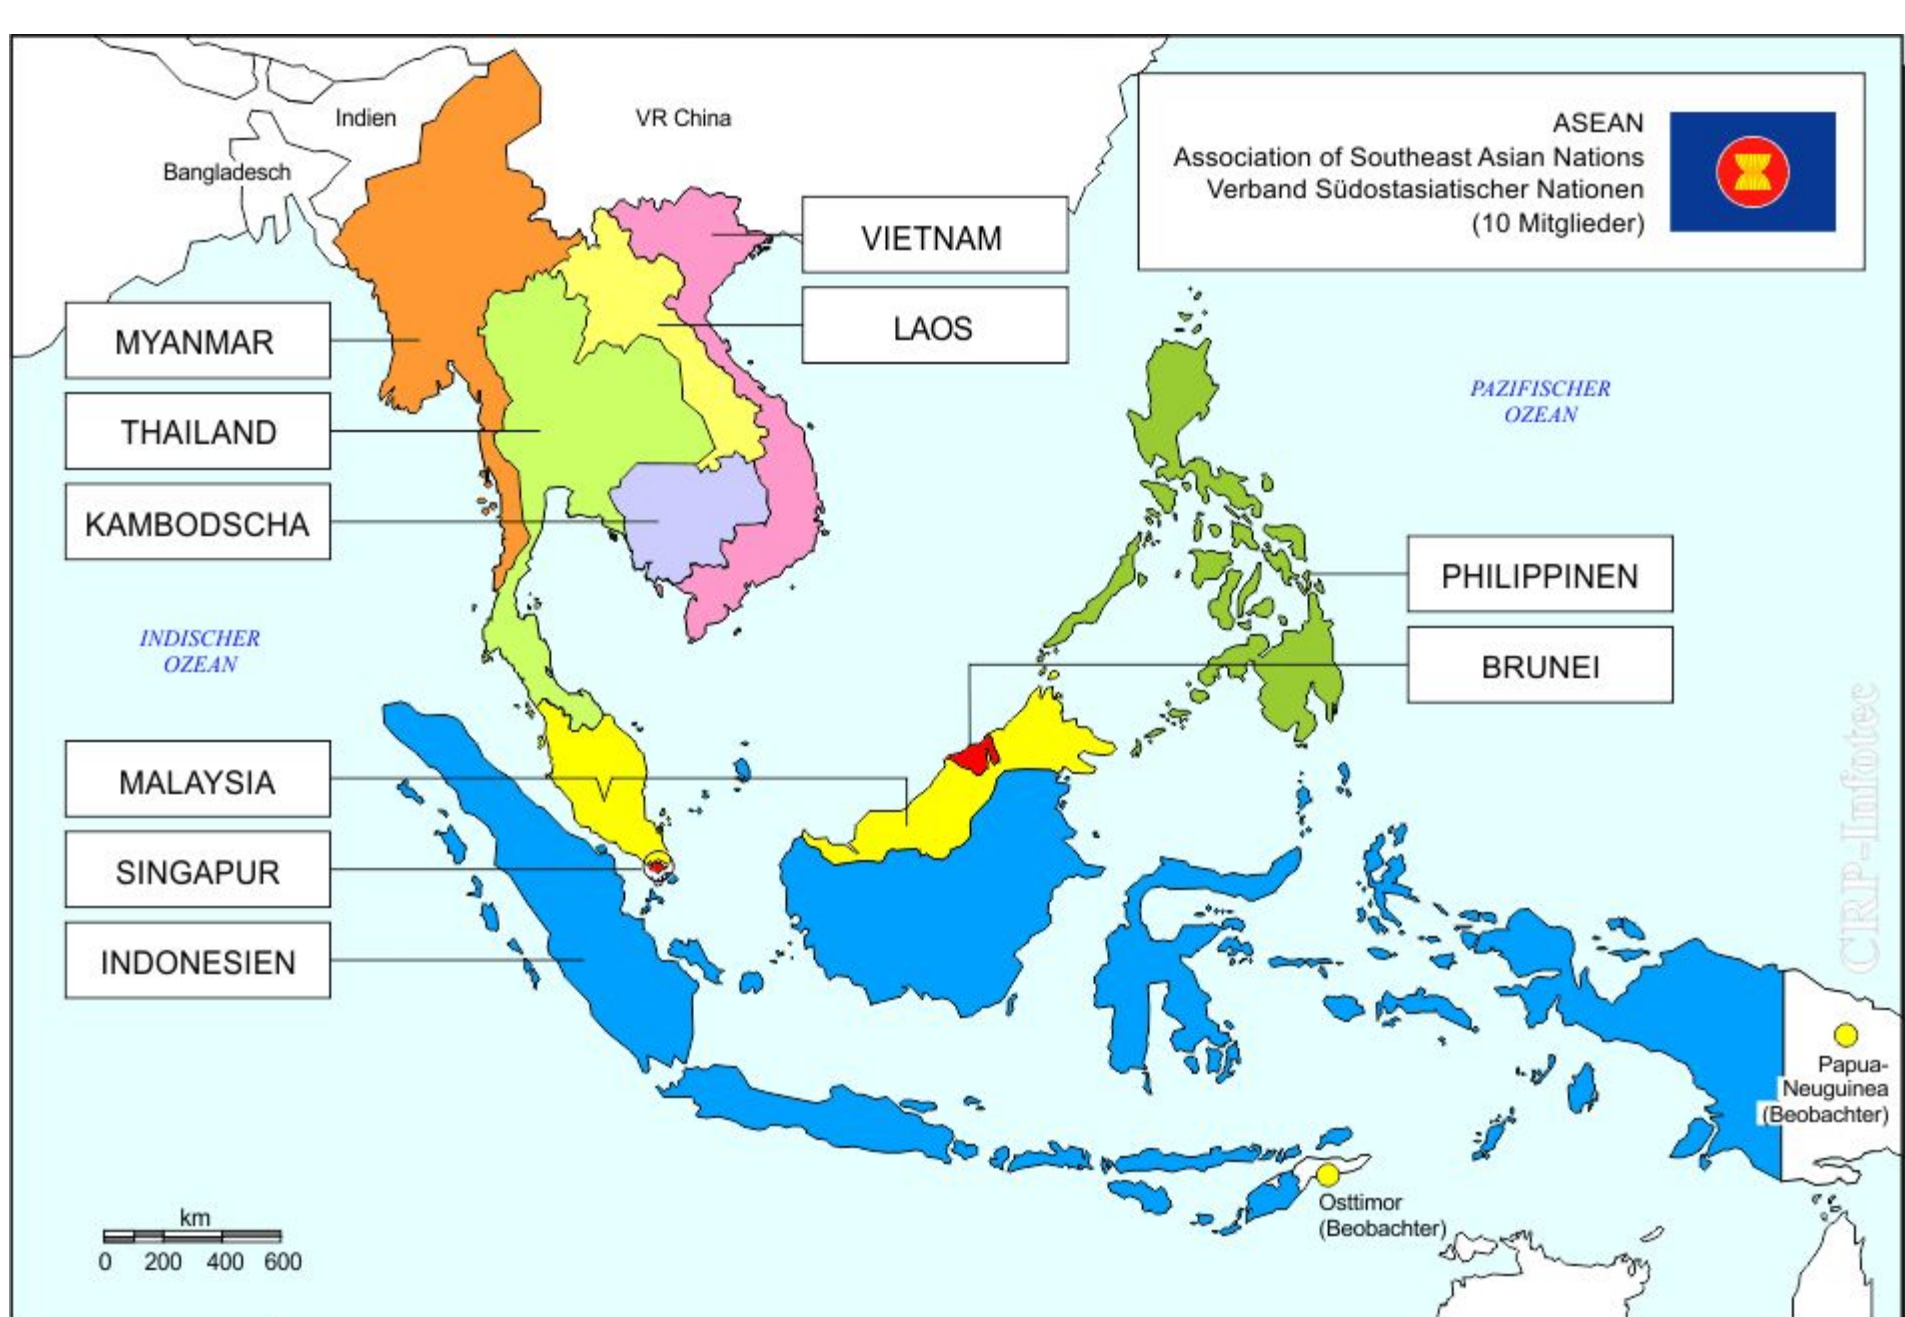 Indien
VR China
Bangladesch
ASEAN
Association of Southeast Asian Nations
Verband Südostasiatischer Nationen
(10 Mitglieder)
VIETNAM
LAOS
MYANMAR
THAILAND
KAMBODSCHA
PAZIFISCHER
OZEAN
PHILIPPINEN
BRUNEI
INDISCHER
OZEAN
MALAYSIA
SINGAPUR
INDONESIEN
CRP-Infotec
Papua-
Neuguinea
(Beobachter)
Osttimor
(Beobachter)
km
0 200 400 600